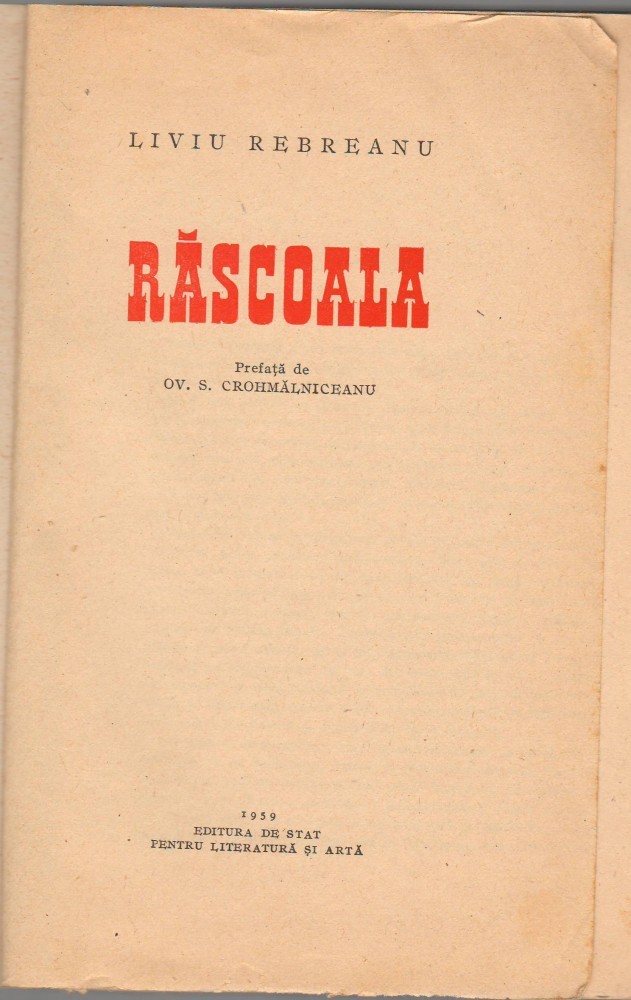 LIVIU REBREANU
RĂSCOALA
Prefață de
OV. S. CROHMĂLNICEANU
1959
EDITURA DE STAT
PENTRU LITERATURĂ ȘI ARTĂ